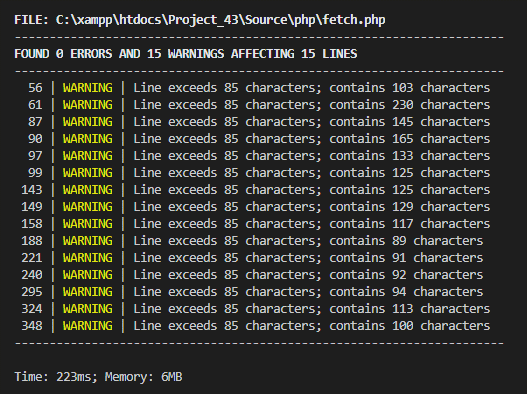 FILE: C:\xampp\htdocs\Project_43\Source\php\fetch.php
----------------------------------------------------------------------
FOUND 0 ERRORS AND 15 WARNINGS AFFECTING 15 LINES
----------------------------------------------------------------------
56 | WARNING | Line exceeds 85 characters; contains 103 characters
61 | WARNING | Line exceeds 85 characters; contains 230 characters
87 | WARNING | Line exceeds 85 characters; contains 145 characters
90 | WARNING | Line exceeds 85 characters; contains 165 characters
97 | WARNING | Line exceeds 85 characters; contains 133 characters
99 | WARNING | Line exceeds 85 characters; contains 125 characters
143 | WARNING | Line exceeds 85 characters; contains 125 characters
149 | WARNING | Line exceeds 85 characters; contains 129 characters
158 | WARNING | Line exceeds 85 characters; contains 117 characters
188 | WARNING | Line exceeds 85 characters; contains 89 characters
221 | WARNING | Line exceeds 85 characters; contains 91 characters
240 | WARNING | Line exceeds 85 characters; contains 92 characters
295 | WARNING | Line exceeds 85 characters; contains 94 characters
324 | WARNING | Line exceeds 85 characters; contains 113 characters
348 | WARNING | Line exceeds 85 characters; contains 100 characters
----------------------------------------------------------------------
Time: 223ms; Memory: 6MB